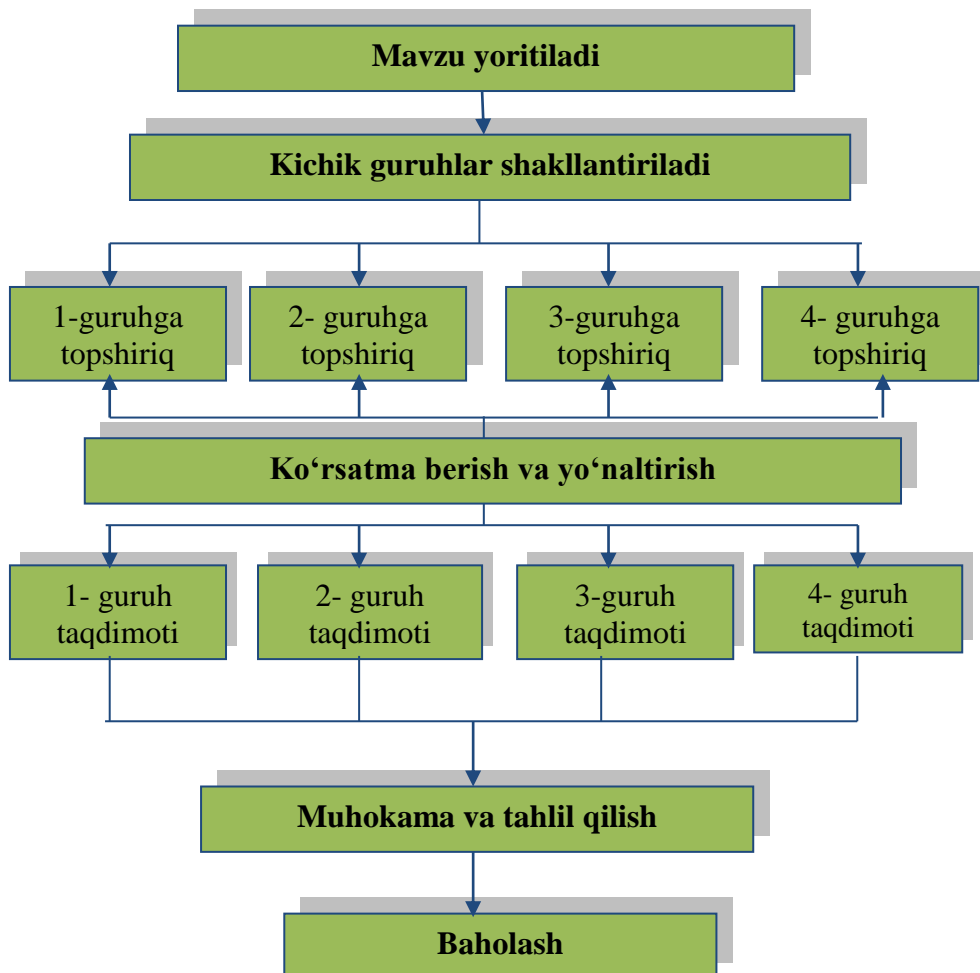 Mavzu yoritiladi
Kichik guruhlar shakllantiriladi
1-guruhga
topshiriq
2- guruhga
topshiriq
3-guruhga
topshiriq
4- guruhga
topshiriq
Ko‘rsatma berish va yo‘naltirish
1- guruh
taqdimoti
2- guruh
taqdimoti
3-guruh
taqdimoti
4- guruh
taqdimoti
Muhokama va tahlil qilish
Baholash